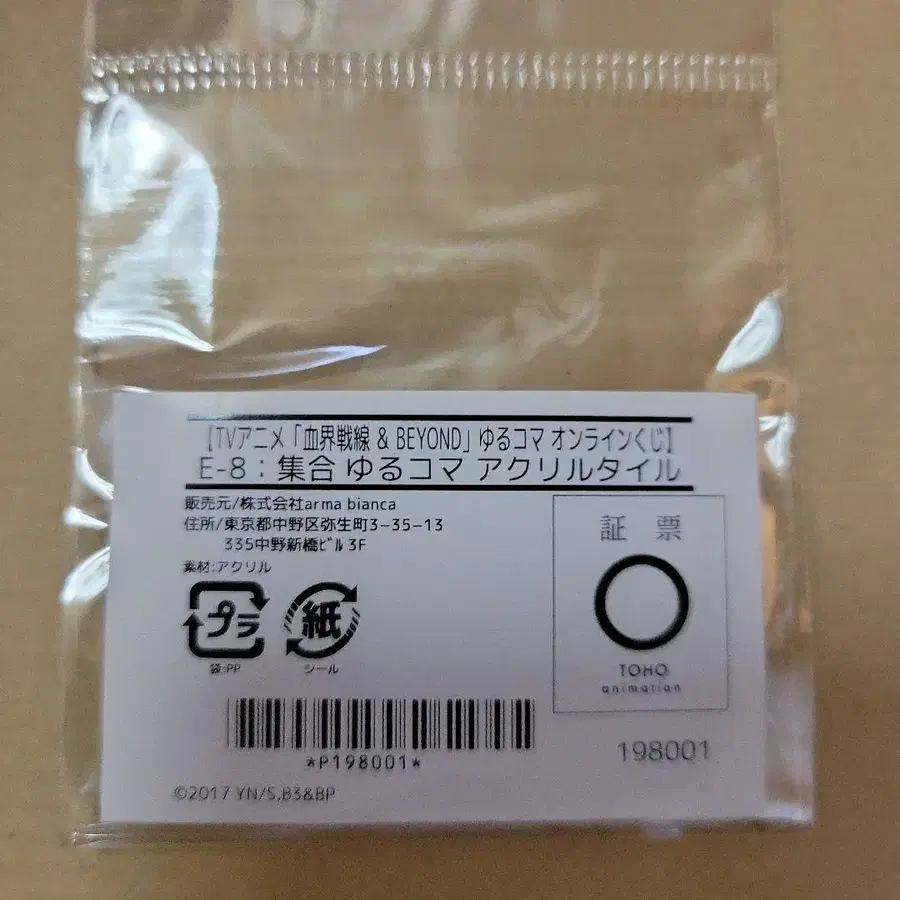 【TVアニメ「血界戦線 & BEYOND」ゆるコマ オンラインくじ】
E-8：集合 ゆるコマ アクリルタイル
販売元/株式会社arma bianca
住所/東京都中野区弥生町3-35-13
335中野新橋ﾋﾞﾙ 3F
素材:アクリル
プラ
紙
袋:PP
シール
証 票
TOHO
animation
*P198001*
198001
©2017 YN/S,B3&BP